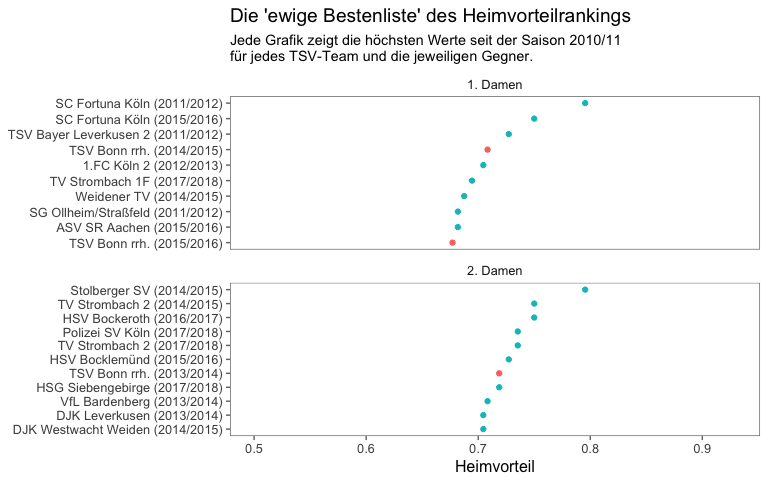 Die 'ewige Bestenliste' des Heimvorteilrankings
Jede Grafik zeigt die höchsten Werte seit der Saison 2010/11
für jedes TSV-Team und die jeweiligen Gegner.
1. Damen
SC Fortuna Köln (2011/2012)
SC Fortuna Köln (2015/2016)
TSV Bayer Leverkusen 2 (2011/2012)
TSV Bonn rrh. (2014/2015)
1.FC Köln 2 (2012/2013)
TV Strombach 1F (2017/2018)
Weidener TV (2014/2015)
SG Ollheim/Straßfeld (2011/2012)
ASV SR Aachen (2015/2016)
TSV Bonn rrh. (2015/2016)
2. Damen
Stolberger SV (2014/2015)
TV Strombach 2 (2014/2015)
HSV Bockeroth (2016/2017)
Polizei SV Köln (2017/2018)
TV Strombach 2 (2017/2018)
HSV Bocklemünd (2015/2016)
TSV Bonn rrh. (2013/2014)
HSG Siebengebirge (2017/2018)
VfL Bardenberg (2013/2014)
DJK Leverkusen (2013/2014)
DJK Westwacht Weiden (2014/2015)
0.5 0.6 0.7 0.8 0.9
Heimvorteil